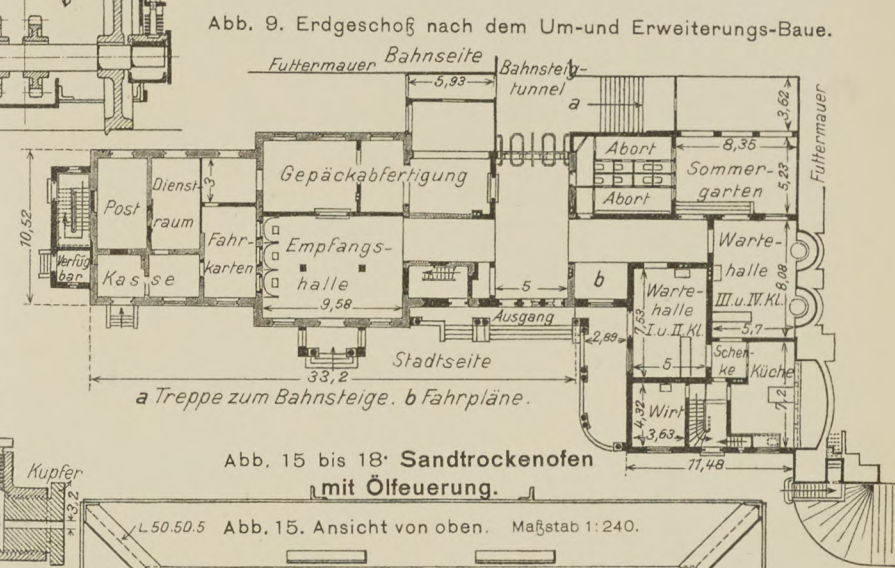 Abb. 9. Erdgeschoß nach dem Um-und Erweiterungs-Baue.
Futtermauer
Bahnseite
Bahnsteig-
tunnel
5,93
a
3,62
Futtermauer
10,52
Post
Dienst-
raum
3
Gepäckabfertigung
Abort
Abort
8,35
Sommer-
garten
5,23
Verfüg
bar
Kasse
Fahr-
karten
Empfangs-
halle
9,58
5
b
Warte-
halle
III.u.IV.Kl.
8,08
5,7
Warte-
halle
I.u.II.Kl.
7,53
5
Ausgang
2,89
Stadtseite
33,2
Schen-
ke
Küche
7,2
Wirt
4,32
3,63
11,48
a Treppe zum Bahnsteige. b Fahrpläne.
Abb. 15 bis 18. Sandtrockenofen
mit Ölfeuerung.
Kupfer
3,2
L50.50.5
Abb. 15. Ansicht von oben. Maßstab 1:240.